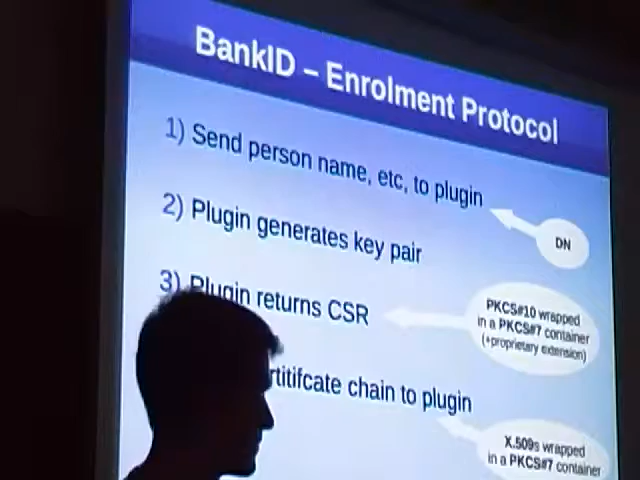 BankID – Enrolment Protocol
1) Send person name, etc, to plugin
DN
2) Plugin generates key pair
3) Plugin returns CSR
PKCS#10 wrapped
in a PKCS#7 container
(+proprietary extension)
rtitifcate chain to plugin
X.509s wrapped
in a PKCS#7 container